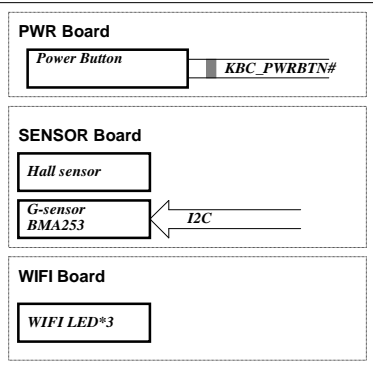 PWR Board
Power Button
KBC_PWRBTN#
SENSOR Board
Hall sensor
G-sensor
BMA253
I2C
WIFI Board
WIFI LED*3